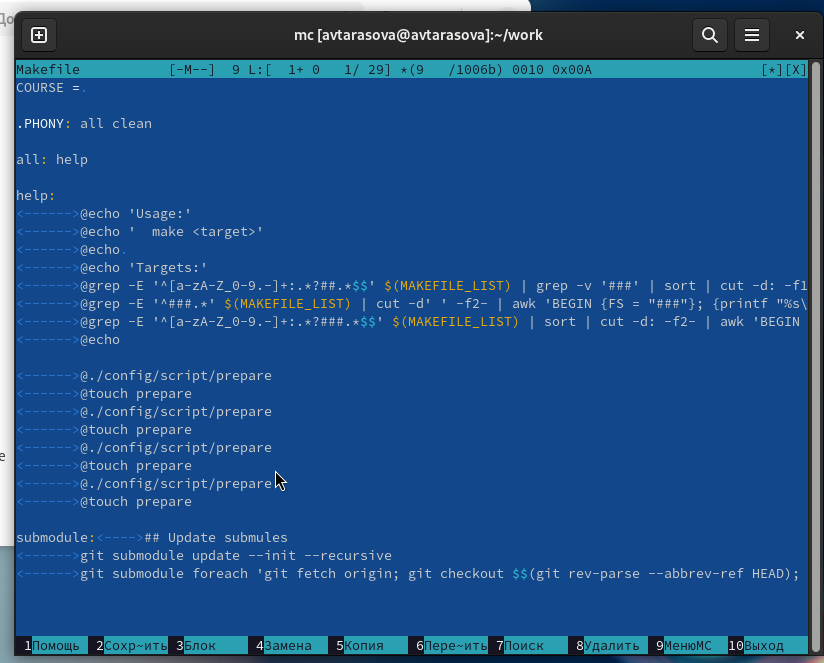 До
mc [avtarasova@avtarasova]:~/work
Makefile [-M--] 9 L:[ 1+ 0 1/ 29] *(9 /1006b) 0010 0x00A [*][X]
COURSE =.
.PHONY: all clean
all: help
help:
<------>@echo 'Usage:'
<------>@echo '  make <target>'
<------>@echo.
<------>@echo 'Targets:'
<------>@grep -E '^[a-zA-Z_0-9.-]+:.*?##.*$$' $(MAKEFILE_LIST) | grep -v '###' | sort | cut -d: -f1
<------>@grep -E '^###.*' $(MAKEFILE_LIST) | cut -d' ' -f2- | awk 'BEGIN {FS = "###"}; {printf "%s\
<------>@grep -E '^[a-zA-Z_0-9.-]+:.*?###.*$$' $(MAKEFILE_LIST) | sort | cut -d: -f2- | awk 'BEGIN
<------>@echo
<------>@./config/script/prepare
<------>@touch prepare
<------>@./config/script/prepare
<------>@touch prepare
<------>@./config/script/prepare
<------>@touch prepare
<------>@./config/script/prepare
<------>@touch prepare
submodule:<---->## Update submules
<------>git submodule update --init --recursive
<------>git submodule foreach 'git fetch origin; git checkout $$(git rev-parse --abbrev-ref HEAD);
1Помощь 2Сохр~ить 3Блок 4Замена 5Копия 6Пере~ить 7Поиск 8Удалить 9МенюМС 10Выход